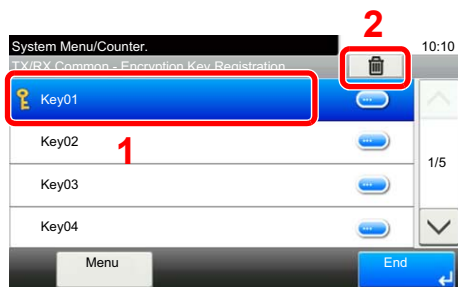 2
System Menu/Counter.
10:10
TX/RX Common - Encryption Key Registration
Key01
Key02
1
1/5
Key03
Key04
Menu
End